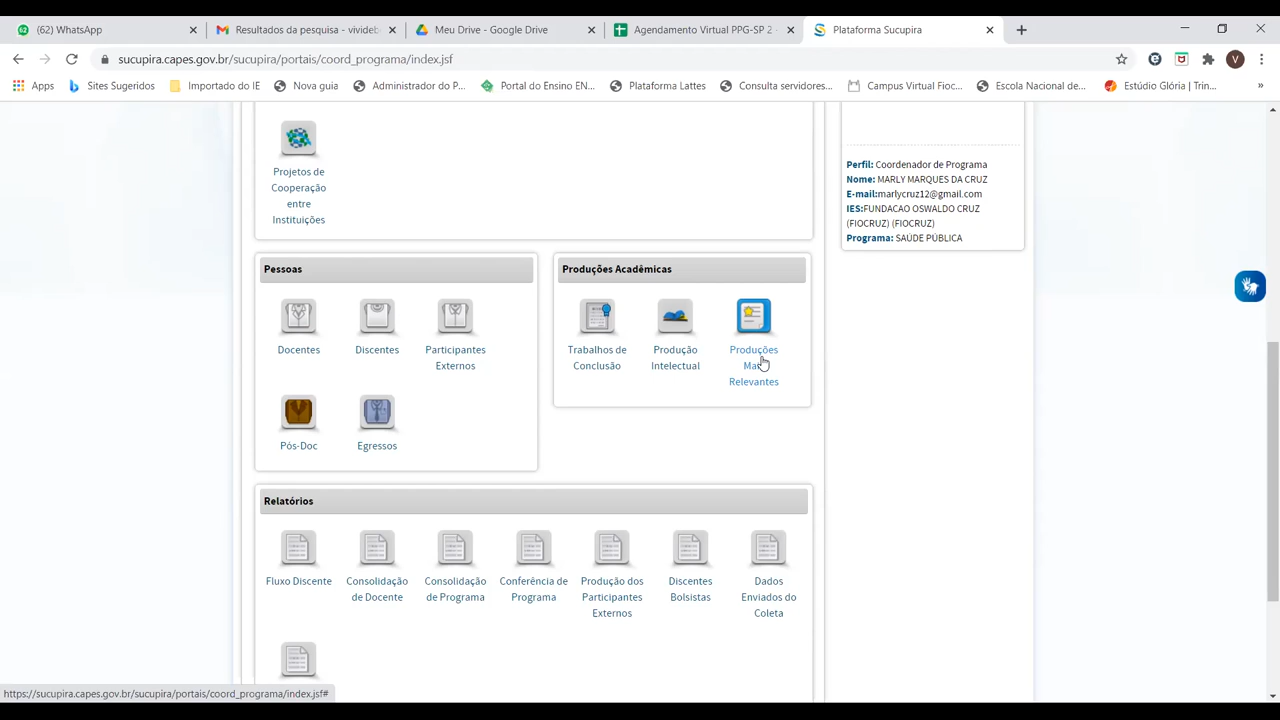 (62) WhatsApp
Resultados da pesquisa - vivideb
Meu Drive - Google Drive
Agendamento Virtual PPG-SP 2
Plataforma Sucupira
sucupira.capes.gov.br/sucupira/portais/coord_programa/index.jsf
V
Apps
Sites Sugeridos
Importado do IE
Nova guia
Administrador do P...
Portal do Ensino EN...
Plataforma Lattes
Consulta servidores...
Campus Virtual Fioc...
Escola Nacional de...
Estúdio Glória | Trin...
»
Projetos de
Cooperação
entre
Instituições
Perfil: Coordenador de Programa
Nome: MARLY MARQUES DA CRUZ
E-mail:marlycruz12@gmail.com
IES:FUNDACAO OSWALDO CRUZ
(FIOCRUZ) (FIOCRUZ)
Programa: SAÚDE PÚBLICA
Pessoas
Docentes
Discentes
Participantes
Externos
Pós-Doc
Egressos
Produções Acadêmicas
Trabalhos de
Conclusão
Produção
Intelectual
Produções
Relevantes
Relatórios
Fluxo Discente
Consolidação
de Docente
Consolidação
de Programa
Conferência de
Programa
Produção dos
Participantes
Externos
Discentes
Bolsistas
Dados
Enviados do
Coleta
https://sucupira.capes.gov.br/sucupira/portais/coord_programa/index.jsf#